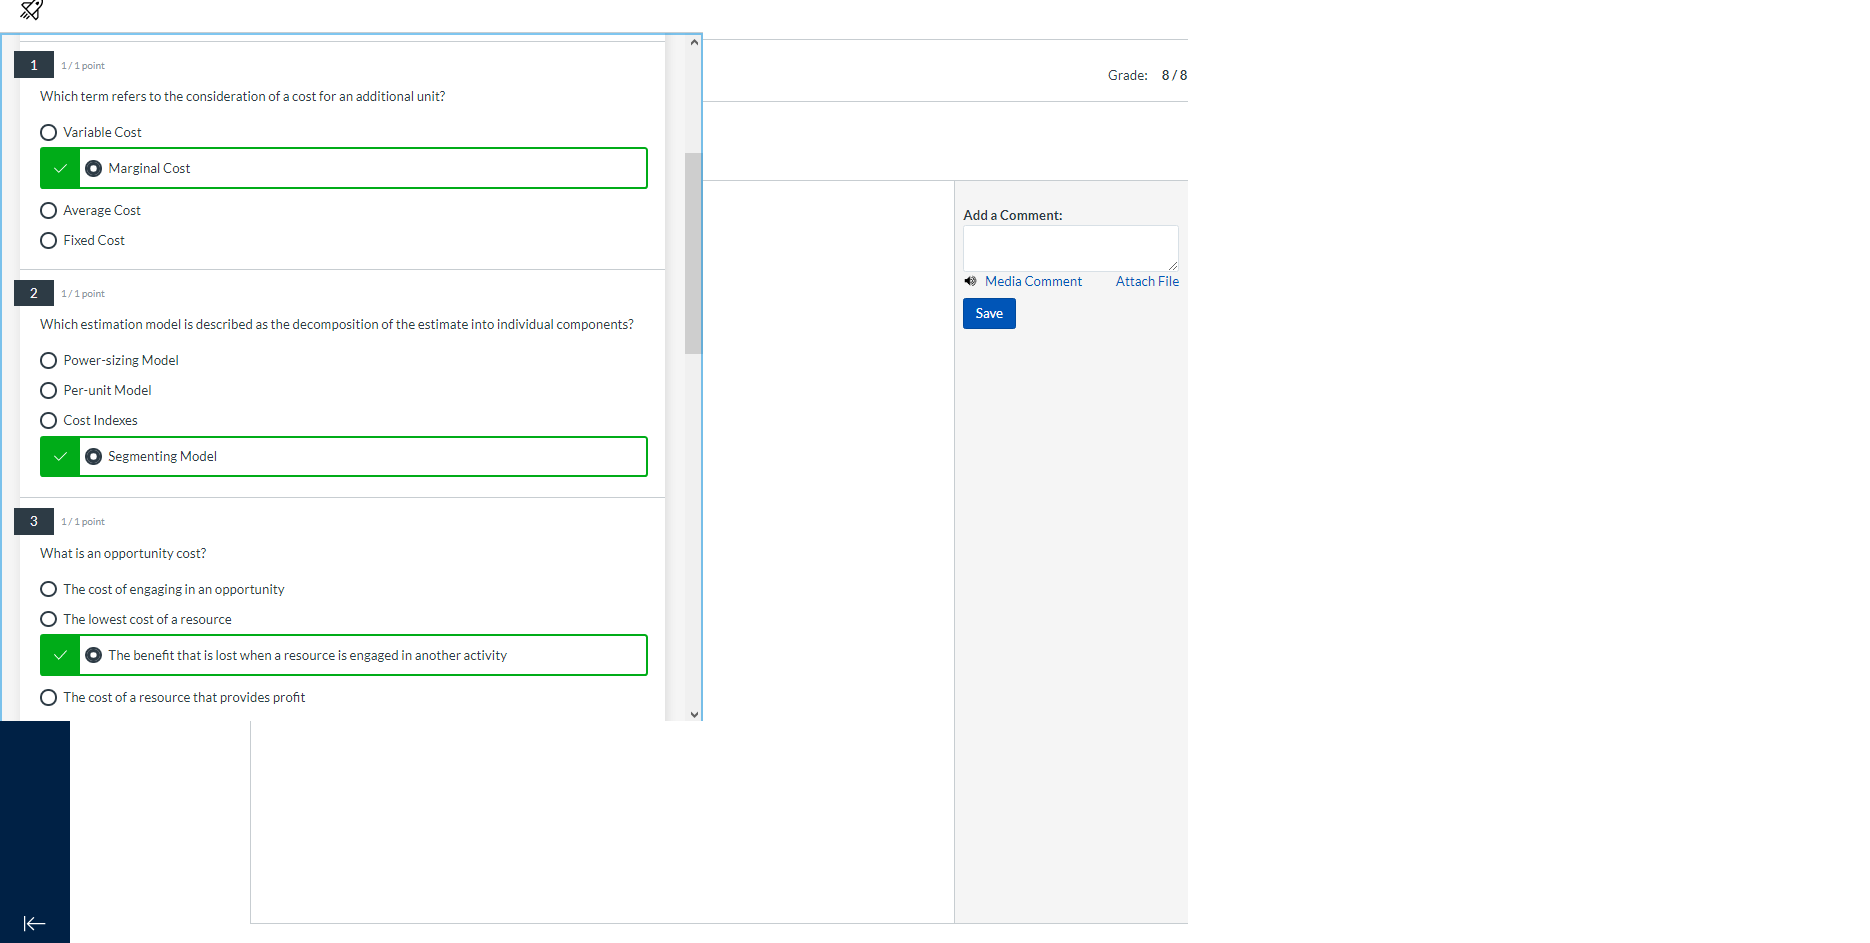 1
1 / 1 point
Which term refers to the consideration of a cost for an additional unit?
Variable Cost
Marginal Cost
Average Cost
Fixed Cost
2
1 / 1 point
Which estimation model is described as the decomposition of the estimate into individual components?
Power-sizing Model
Per-unit Model
Cost Indexes
Segmenting Model
3
1 / 1 point
What is an opportunity cost?
The cost of engaging in an opportunity
The lowest cost of a resource
The benefit that is lost when a resource is engaged in another activity
The cost of a resource that provides profit
Grade: 8 / 8
Add a Comment:
Media Comment Attach File
Save